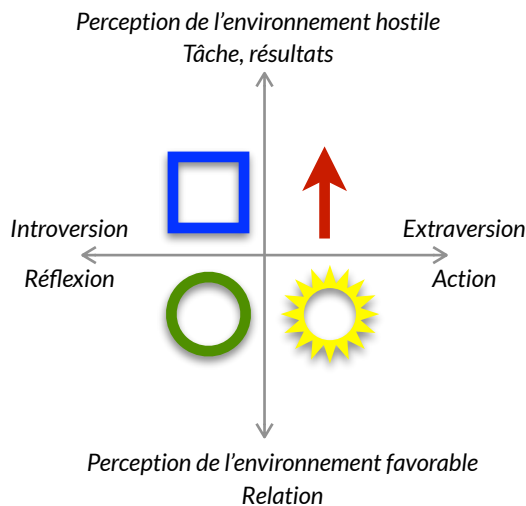 Perception de l’environnement hostile
Tâche, résultats
Introversion
Extraversion
Réflexion
Action
Perception de l’environnement favorable
Relation